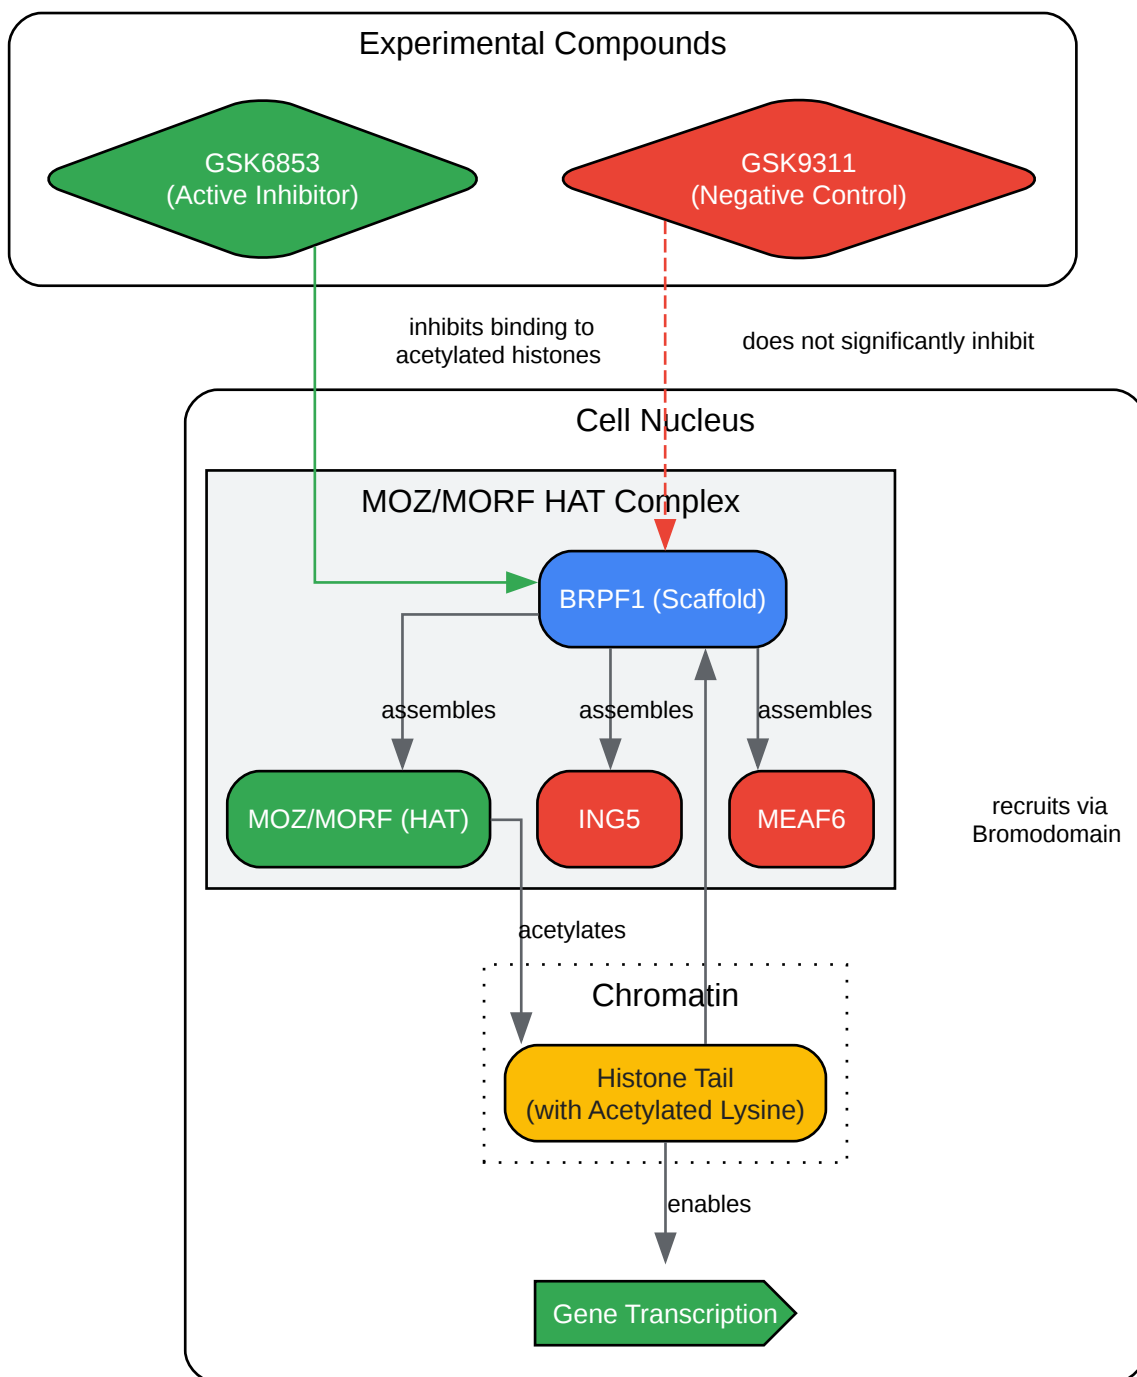 Experimental Compounds
GSK6853
(Active Inhibitor)
GSK9311
(Negative Control)
inhibits binding to
acetylated histones
does not significantly inhibit
Cell Nucleus
MOZ/MORF HAT Complex
BRPF1 (Scaffold)
assembles
assembles
assembles
MOZ/MORF (HAT)
ING5
MEAF6
recruits via
Bromodomain
acetylates
Chromatin
Histone Tail
(with Acetylated Lysine)
enables
Gene Transcription